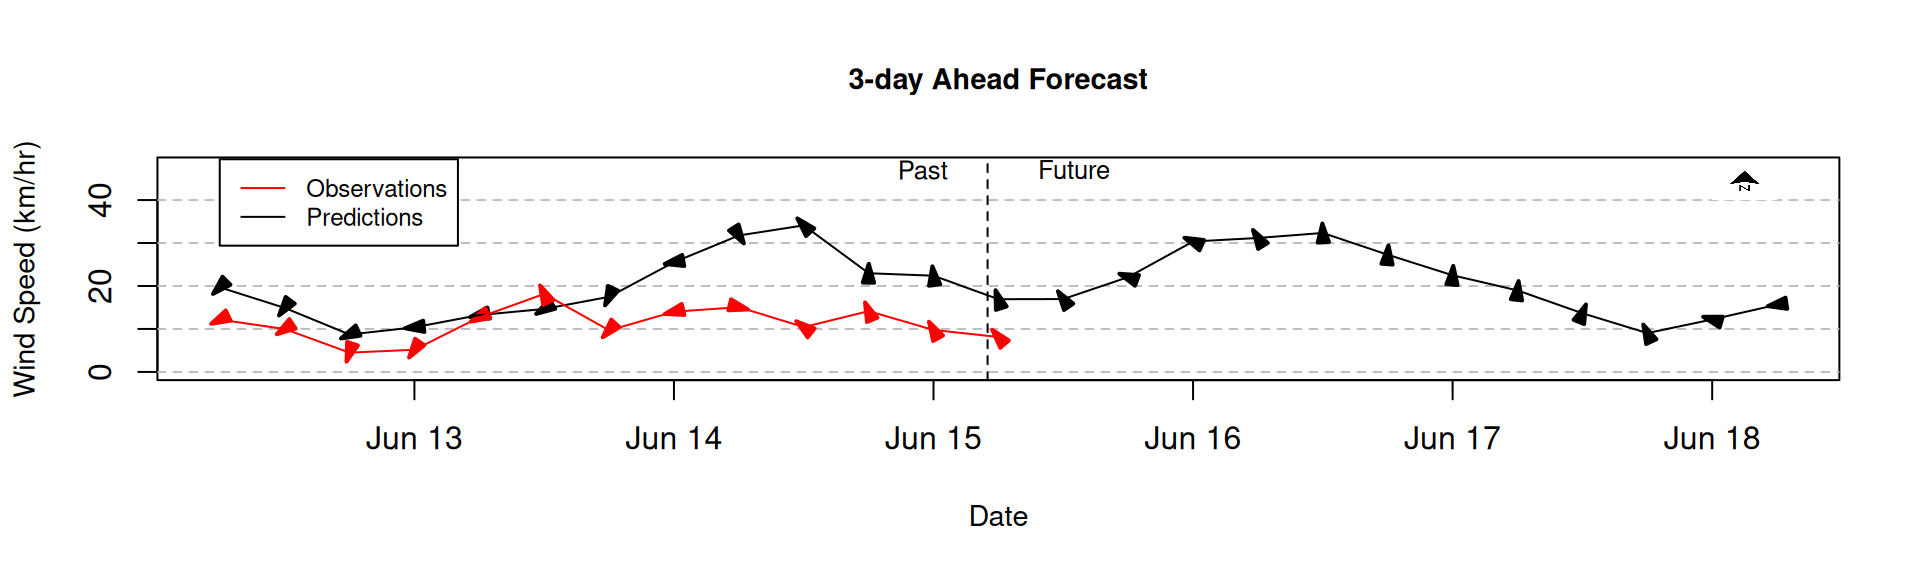 3-day Ahead Forecast
Wind Speed (km/hr)
Observations
Predictions
Past
Future
N
40
20
0
Jun 13
Jun 14
Jun 15
Jun 16
Jun 17
Jun 18
Date